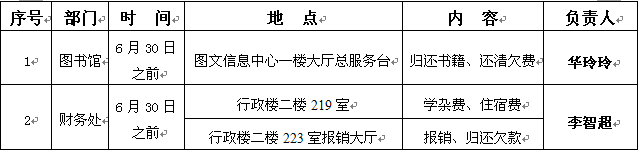 序号 部门 时 间 地 点 内 容 负责人
1 图书馆 6 月 30 日之前 图文信息中心一楼大厅总服务台 归还书籍、还清欠费 华玲玲
2 财务处 6 月 30 日之前 行政楼二楼 219 室 学杂费、住宿费 李智超
行政楼二楼 223 室报销大厅 报销、归还欠款